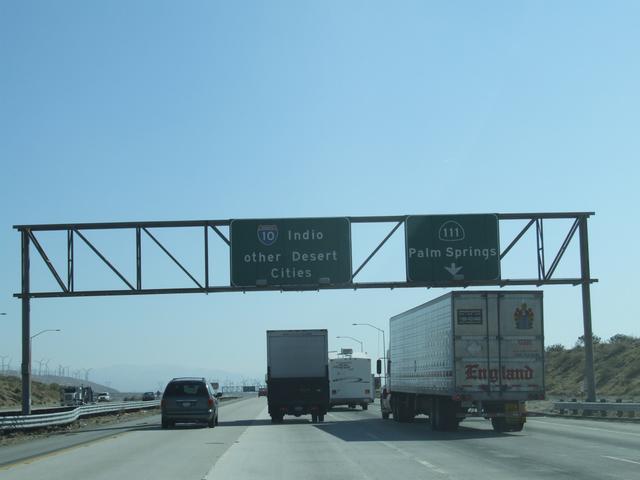 10 Indio
other Desert
Cities
111
Palm Springs
England